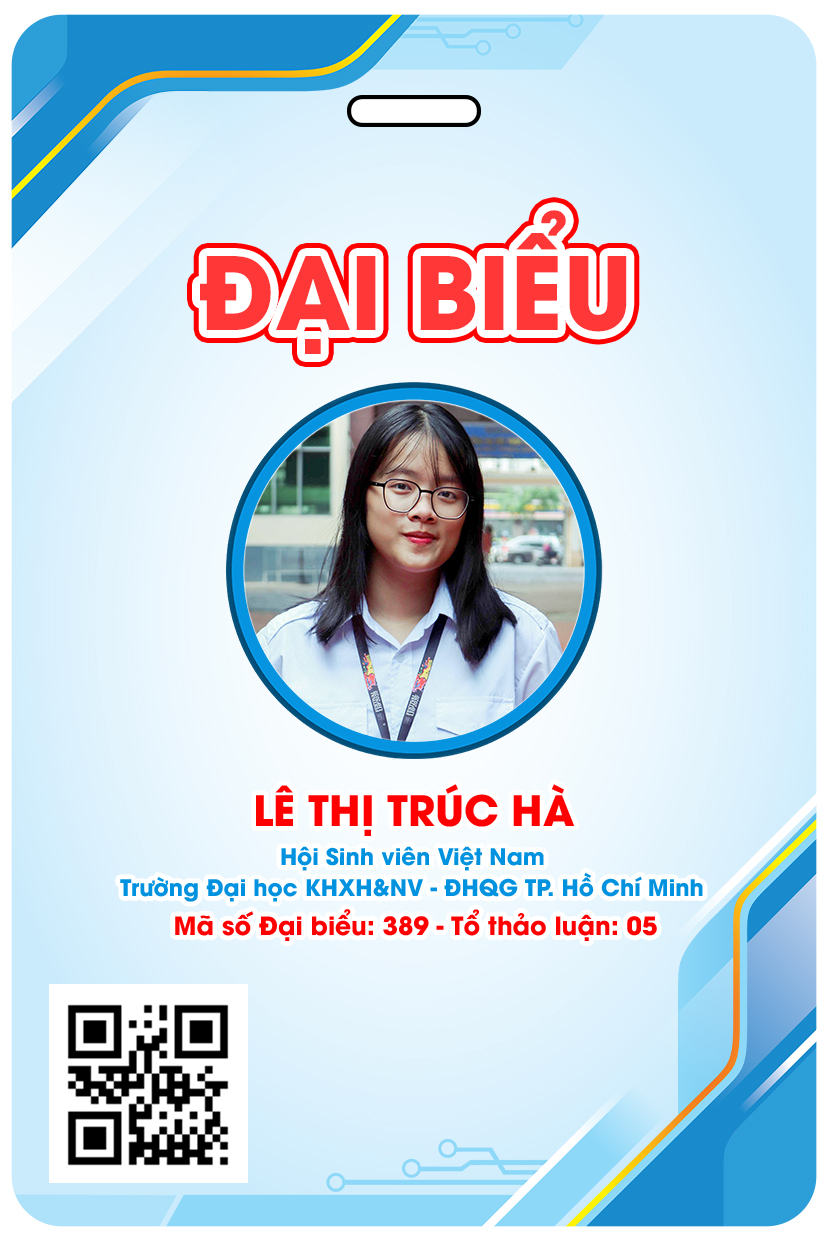 ĐẠI BIỂU
LÊ THỊ TRÚC HÀ
Hội Sinh viên Việt Nam
Trường Đại học KHXH&NV - ĐHQG TP. Hồ Chí Minh
Mã số Đại biểu: 389 - Tổ thảo luận: 05